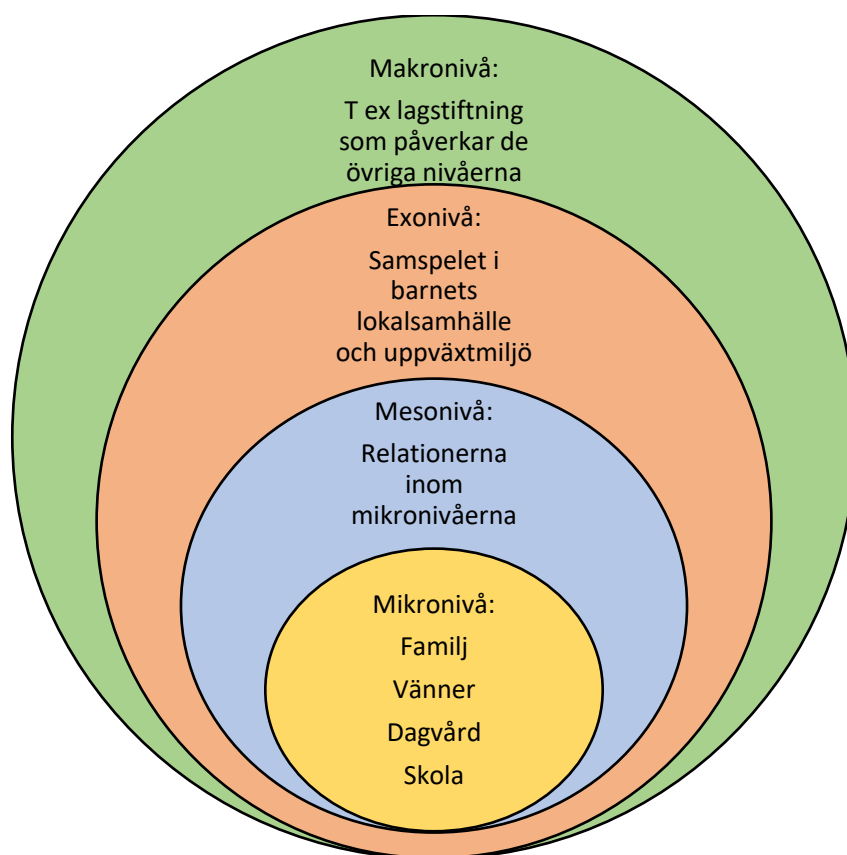 Makronivå:
T ex lagstiftning
som påverkar de
övriga nivåerna
Exonivå:
Samspelet i
barnets
lokalsamhälle
och uppväxtmiljö
Mesonivå:
Relationerna
inom
mikronivåerna
Mikronivå:
Familj
Vänner
Dagvård
Skola